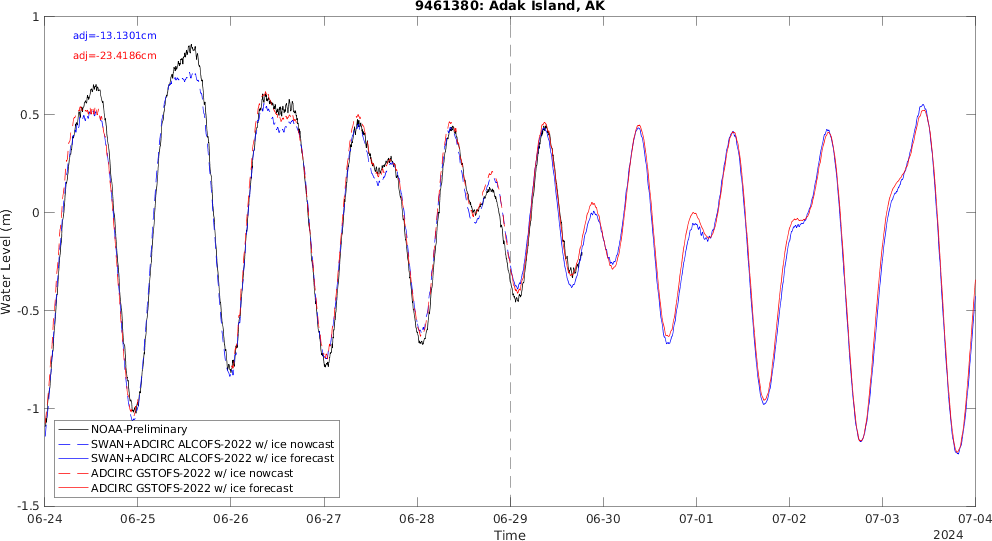 9461380: Adak Island, AK
adj=-13.1301cm
adj=-23.4186cm
Water Level (m)
1
0.5
0
-0.5
-1
-1.5
NOAA-Preliminary
SWAN+ADCIRC ALCOFS-2022 w/ ice nowcast
SWAN+ADCIRC ALCOFS-2022 w/ ice forecast
ADCIRC GSTOFS-2022 w/ ice nowcast
ADCIRC GSTOFS-2022 w/ ice forecast
06-24 06-25 06-26 06-27 06-28 06-29 06-30 07-01 07-02 07-03 07-04
Time
2024